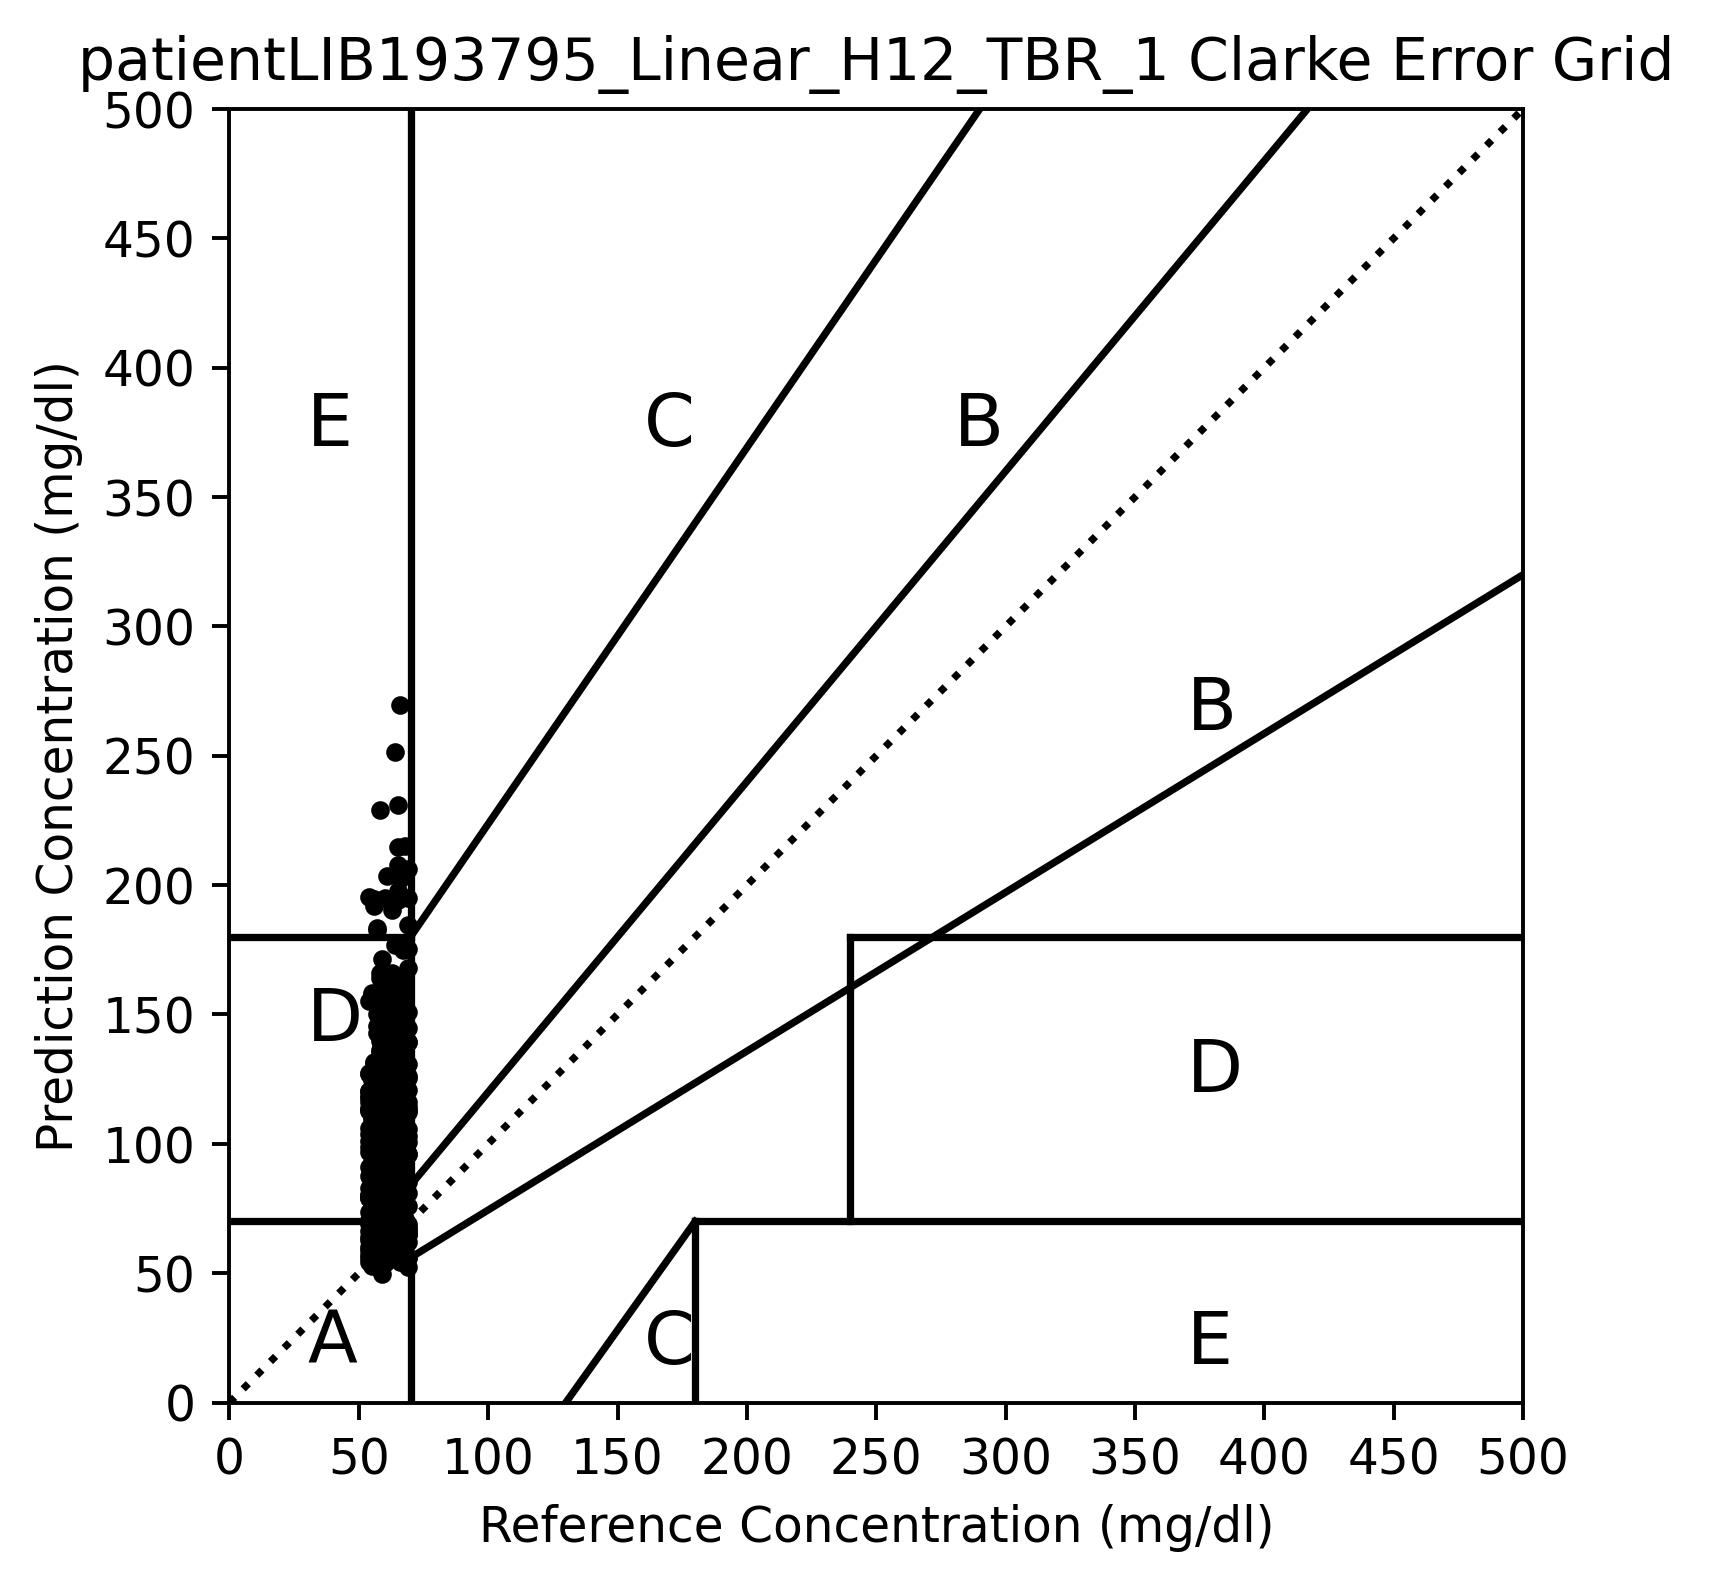 patientLIB193795_Linear_H12_TBR_1 Clarke Error Grid
500
450
400
350
300
250
200
150
100
50
0
Prediction Concentration (mg/dl)
E
C
B
B
D
D
A
C
E
0 50 100 150 200 250 300 350 400 450 500
Reference Concentration (mg/dl)